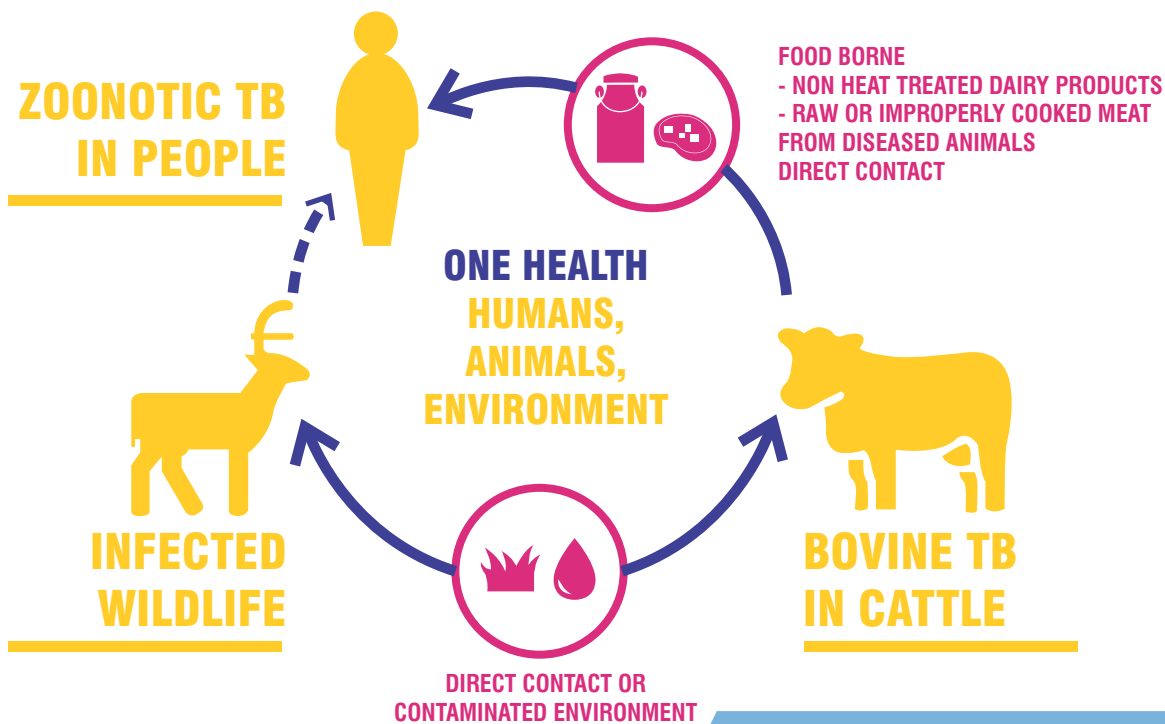 ZOONOTIC TB
IN PEOPLE
FOOD BORNE
- NON HEAT TREATED DAIRY PRODUCTS
- RAW OR IMPROPERLY COOKED MEAT
FROM DISEASED ANIMALS
DIRECT CONTACT
ONE HEALTH
HUMANS,
ANIMALS,
ENVIRONMENT
INFECTED
WILDLIFE
BOVINE TB
IN CATTLE
DIRECT CONTACT OR
CONTAMINATED ENVIRONMENT